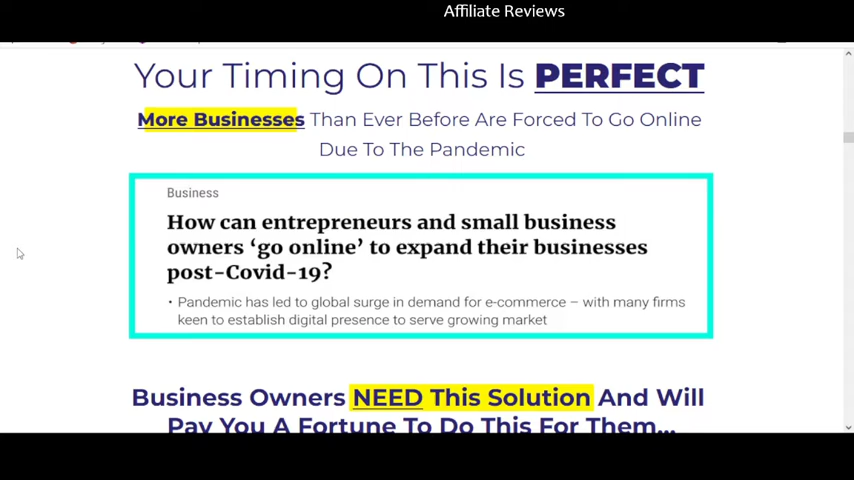 Affiliate Reviews
Your Timing On This Is PERFECT
More Businesses Than Ever Before Are Forced To Go Online
Due To The Pandemic
Business
How can entrepreneurs and small business
owners ‘go online’ to expand their businesses
post-Covid-19?
• Pandemic has led to global surge in demand for e-commerce – with many firms
keen to establish digital presence to serve growing market
Business Owners NEED This Solution And Will
Pay You A Fortune To Do This For Them...